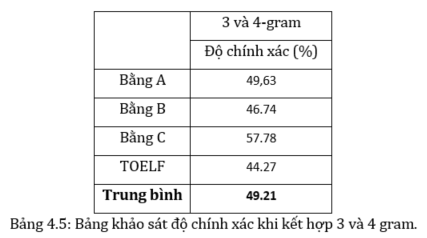 3 và 4-gram
Độ chính xác (%)
Bằng A 49,63
Bằng B 46.74
Bằng C 57.78
TOELF 44.27
Trung bình 49.21
Bảng 4.5: Bảng khảo sát độ chính xác khi kết hợp 3 và 4 gram.